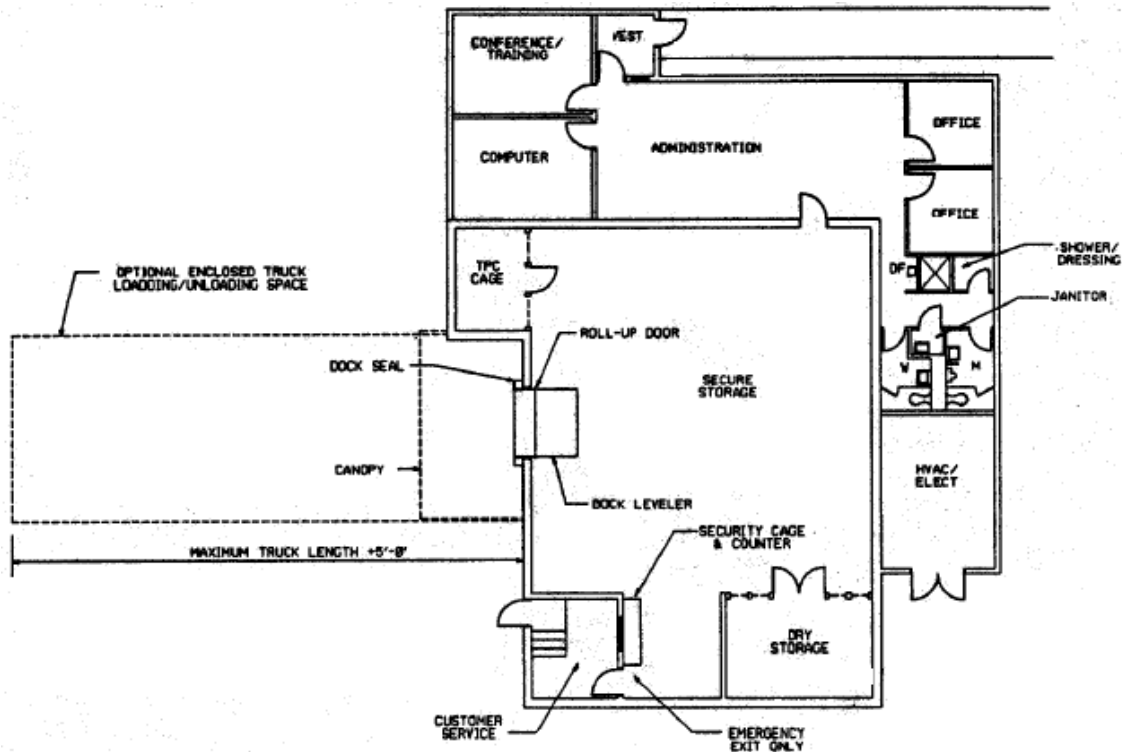 CONFERENCE/
TRAINING
VEST.
COMPUTER
ADMINISTRATION
OFFICE
OFFICE
SHOWER/
DRESSING
DF
JANITOR
TPC
CAGE
OPTIONAL ENCLOSED TRUCK
LOADDING/UNLOADING SPACE
ROLL-UP DOOR
DOCK SEAL
SECURE
STORAGE
W
M
CANOPY
HVAC/
ELECT
DOCK LEVELER
MAXIMUM TRUCK LENGTH +5'-0'
SECURITY CAGE
& COUNTER
DRY
STORAGE
CUSTOMER
SERVICE
EMERGENCY
EXIT ONLY